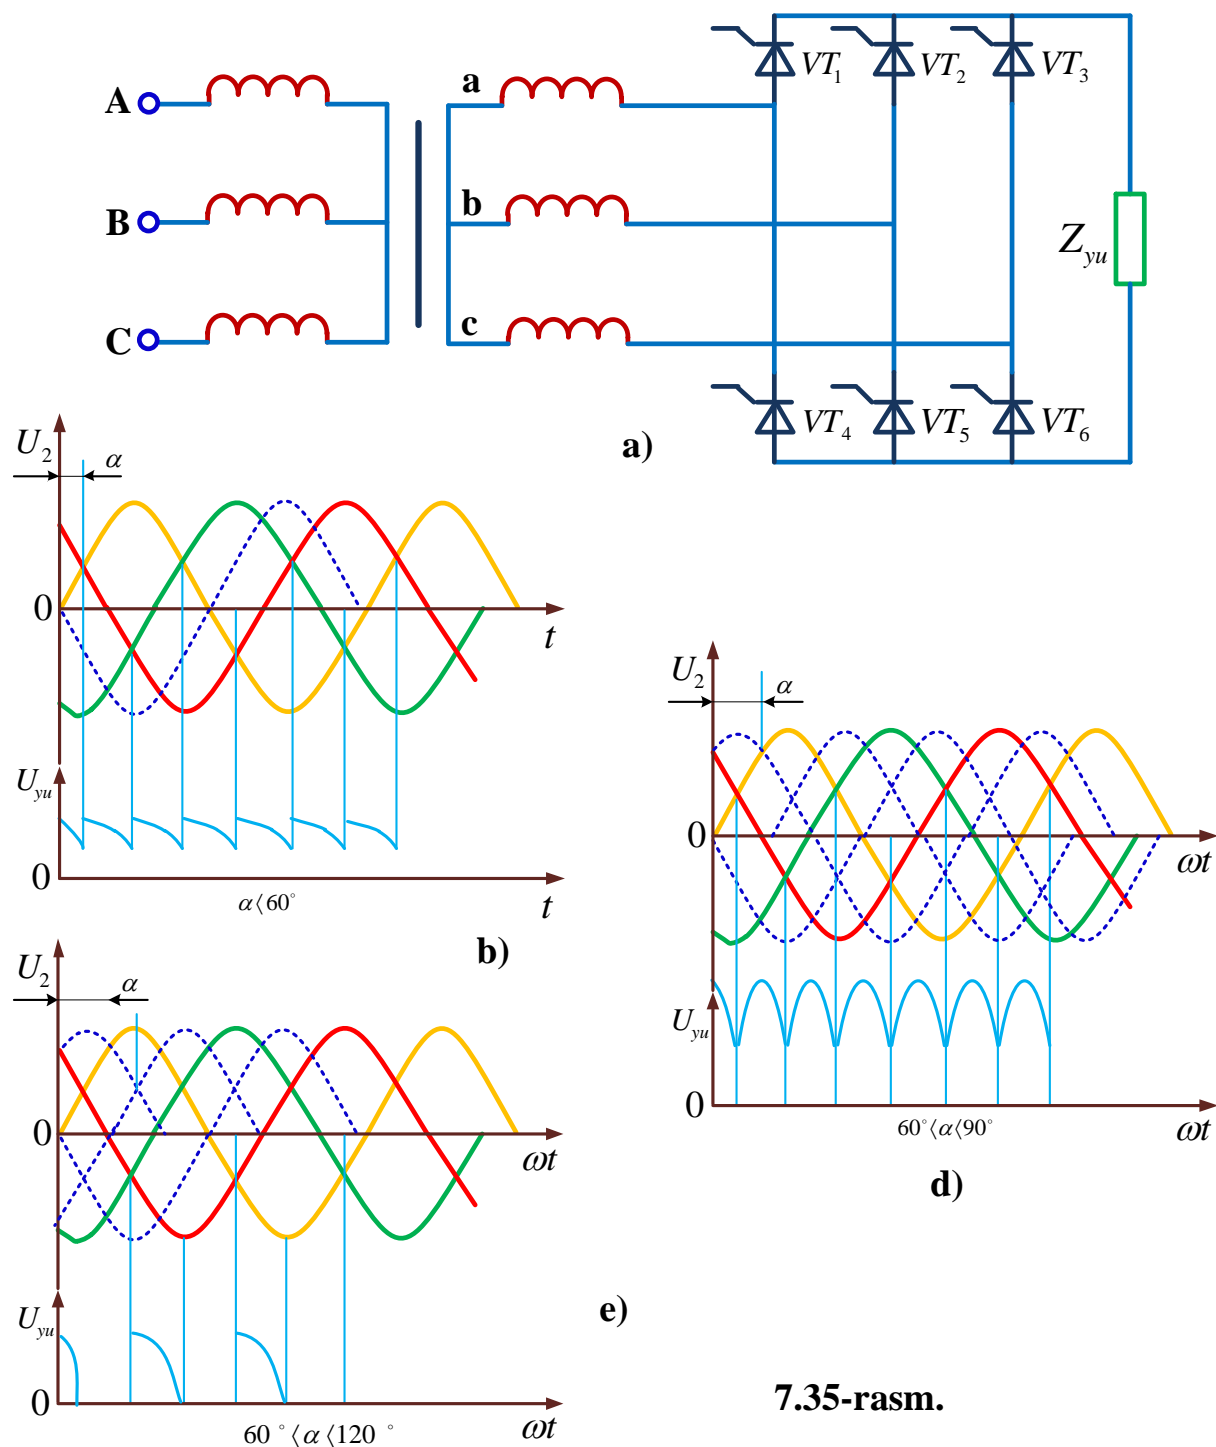 A
B
C
a
b
c
VT1
VT2
VT3
VT4
VT5
VT6
Zyu
a)
U2
α
0
t
Uyu
0
t
α⟨60°
b)
U2
α
0
ωt
Uyu
0
ωt
60°⟨α⟨90°
d)
U2
α
0
ωt
Uyu
0
ωt
60°⟨α⟨120°
e)
7.35-rasm.